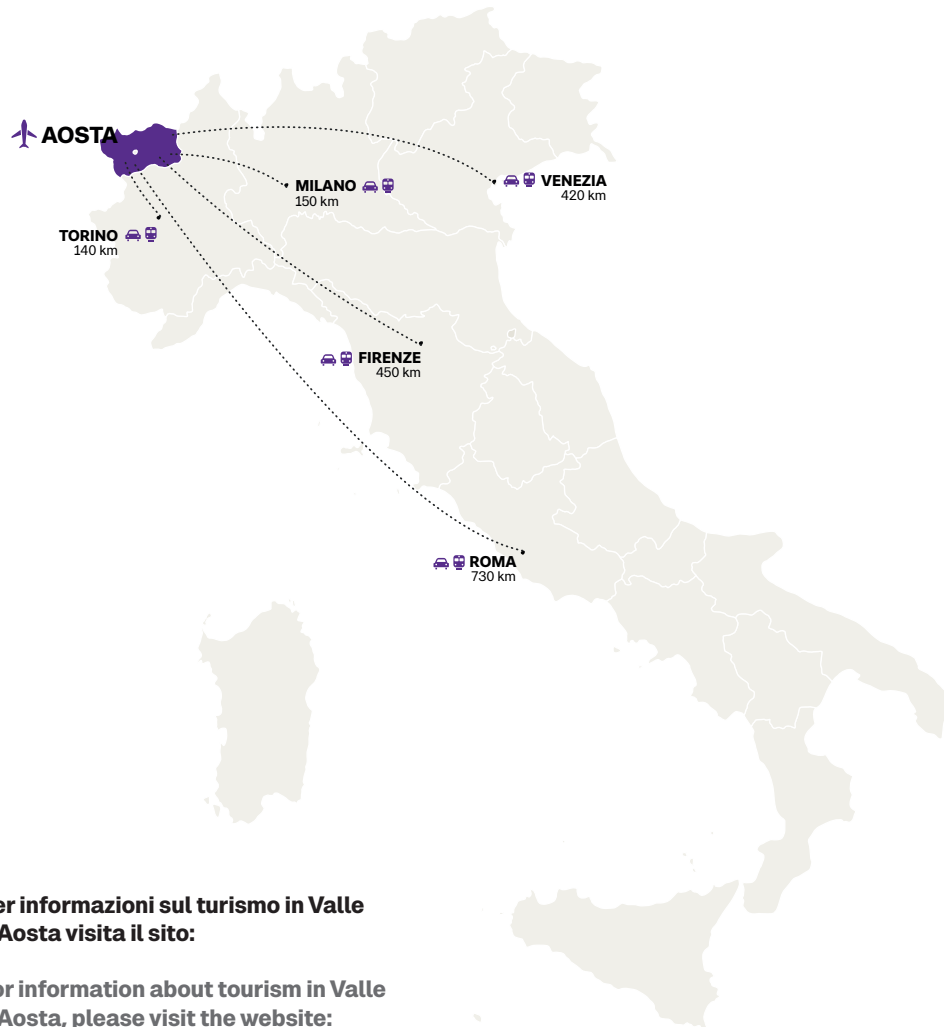 AOSTA
MILANO
150 km
VENEZIA
420 km
TORINO
140 km
FIRENZE
450 km
ROMA
730 km
er informazioni sul turismo in Valle
Aosta visita il sito:
or information about tourism in Valle
Aosta, please visit the website: